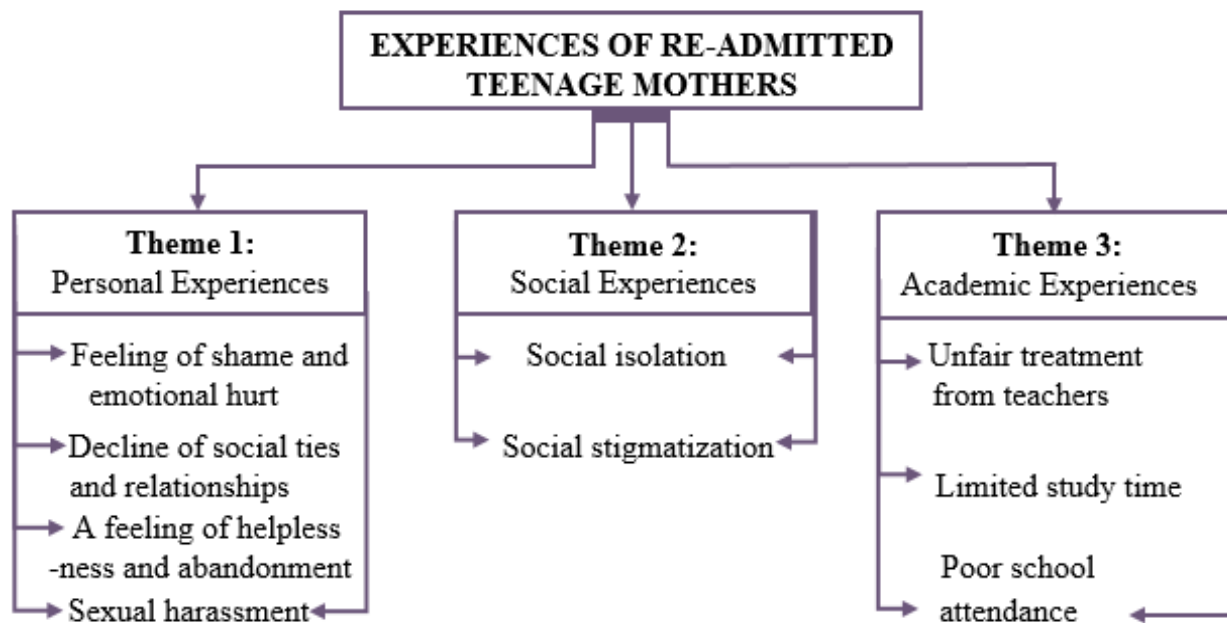 EXPERIENCES OF RE-ADMITTED
TEENAGE MOTHERS
Theme 1:
Personal Experiences
Feeling of shame and
emotional hurt
Decline of social ties
and relationships
A feeling of helpless
-ness and abandonment
Sexual harassment
Theme 2:
Social Experiences
Social isolation
Social stigmatization
Theme 3:
Academic Experiences
Unfair treatment
from teachers
Limited study time
Poor school
attendance